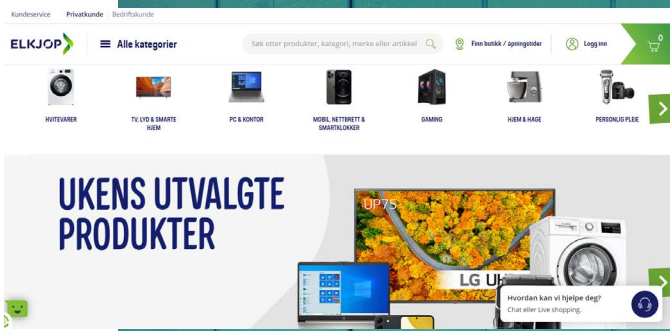 Kundeservice Privatkunde Bedriftskunde
ELKJØP
Alle kategorier
Søk etter produkter, kategori, merke eller artikkel
Finn butikk / åpningstider
Logg inn
0
HVITEVARER
TV, LYD & SMARTE
HJEM
PC & KONTOR
MOBIL, NETTBRETT &
SMARTKLOKKER
GAMING
HJEM & HAGE
PERSONLIG PLEIE
UKENS UTVALGTE
PRODUKTER
UP75
LG UH
Hvordan kan vi hjelpe deg?
Chat eller Live shopping.